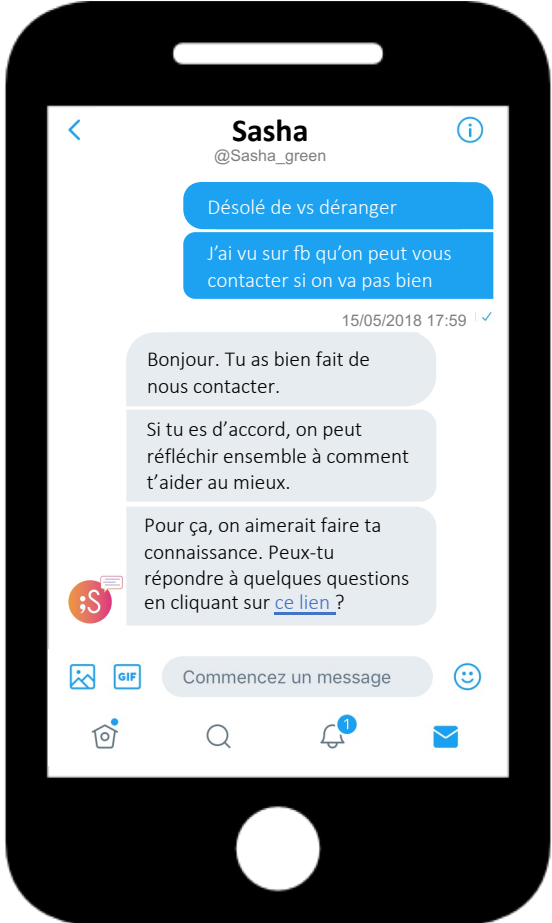 Sasha
@Sasha_green
Désolé de vs déranger
J'ai vu sur fb qu'on peut vous
contacter si on va pas bien
15/05/2018 17:59
Bonjour. Tu as bien fait de
nous contacter.
Si tu es d'accord, on peut
réfléchir ensemble à comment
t'aider au mieux.
Pour ça, on aimerait faire ta
connaissance. Peux-tu
répondre à quelques questions
en cliquant sur ce lien ?
;S
GIF
Commencez un message
1